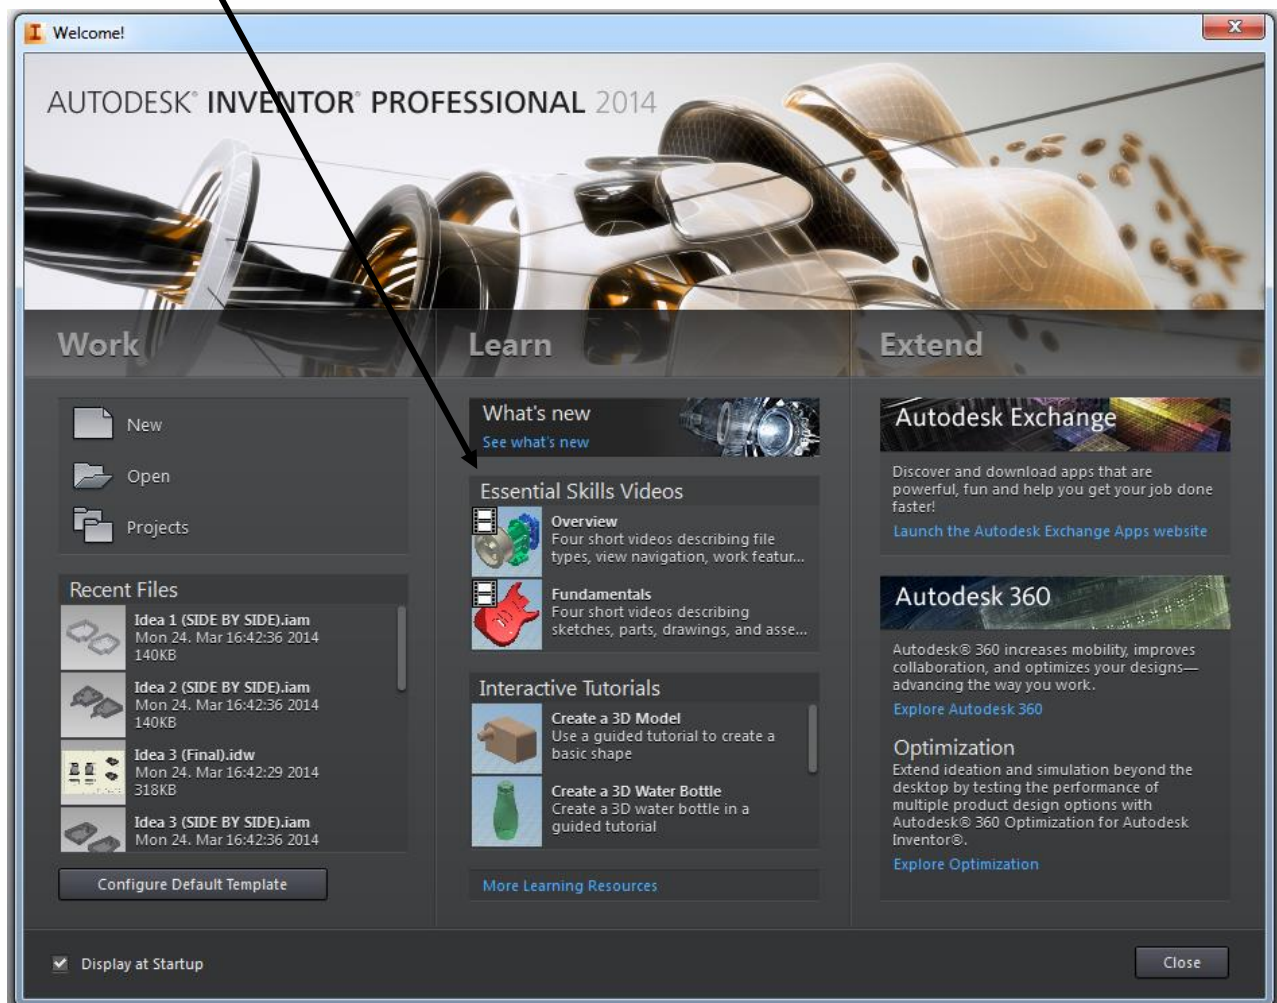 Welcome!
AUTODESK® INVENTOR® PROFESSIONAL 2014
Work
New
Open
Projects
Recent Files
Idea 1 (SIDE BY SIDE).iam
Mon 24. Mar 16:42:36 2014
140KB
Idea 2 (SIDE BY SIDE).iam
Mon 24. Mar 16:42:36 2014
140KB
Idea 3 (Final).idw
Mon 24. Mar 16:42:29 2014
318KB
Idea 3 (SIDE BY SIDE).iam
Mon 24. Mar 16:42:36 2014
Configure Default Template
Learn
What's new
See what's new
Essential Skills Videos
Overview
Four short videos describing file
types, view navigation, work featur...
Fundamentals
Four short videos describing
sketches, parts, drawings, and asse...
Interactive Tutorials
Create a 3D Model
Use a guided tutorial to create a
basic shape
Create a 3D Water Bottle
Create a 3D water bottle in a
guided tutorial
More Learning Resources
Extend
Autodesk Exchange
Discover and download apps that are
powerful, fun and help you get your job done
faster!
Launch the Autodesk Exchange Apps website
Autodesk 360
Autodesk® 360 increases mobility, improves
collaboration, and optimizes your designs—
advancing the way you work.
Explore Autodesk 360
Optimization
Extend ideation and simulation beyond the
desktop by testing the performance of
multiple product design options with
Autodesk® 360 Optimization for Autodesk
Inventor®.
Explore Optimization
Display at Startup
Close